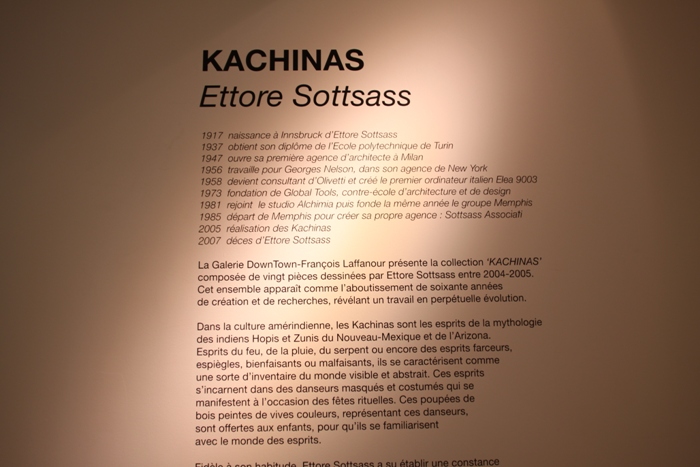 KACHINAS
Ettore Sottsass
1917 naissance à Innsbruck d'Ettore Sottsass
1937 obtient son diplôme de l'Ecole polytechnique de Turin
1947 ouvre sa première agence d'architecte à Milan
1956 travaille pour Georges Nelson, dans son agence de New York
1958 devient consultant d'Olivetti et créé le premier ordinateur italien Elea 9003
1973 fondation de Global Tools, contre-école d'architecture et de design
1981 rejoint le studio Alchimia puis fonde la même année le groupe Memphis
1985 départ de Memphis pour créer sa propre agence : Sottsass Associati
2005 réalisation des Kachinas
2007 déces d'Ettore Sottsass
La Galerie DownTown-François Laffanour présente la collection 'KACHINAS'
composée de vingt pièces dessinées par Ettore Sottsass entre 2004-2005.
Cet ensemble apparaît comme l'aboutissement de soixante années
de création et de recherches, révélant un travail en perpétuelle évolution.
Dans la culture amérindienne, les Kachinas sont les esprits de la mythologie
des indiens Hopis et Zunis du Nouveau-Mexique et de l'Arizona.
Esprits du feu, de la pluie, du serpent ou encore des esprits farceurs,
espiègles, bienfaisants ou malfaisants, ils se caractérisent comme
une sorte d'inventaire du monde visible et abstrait. Ces esprits
s'incarnent dans des danseurs masqués et costumés qui se
manifestent à l'occasion des fêtes rituelles. Ces poupées de
bois peintes de vives couleurs, représentant ces danseurs,
sont offertes aux enfants, pour qu'ils se familiarisent
avec le monde des esprits.
Fidèle à son habitude, Ettore Sottsass a su établir une constance